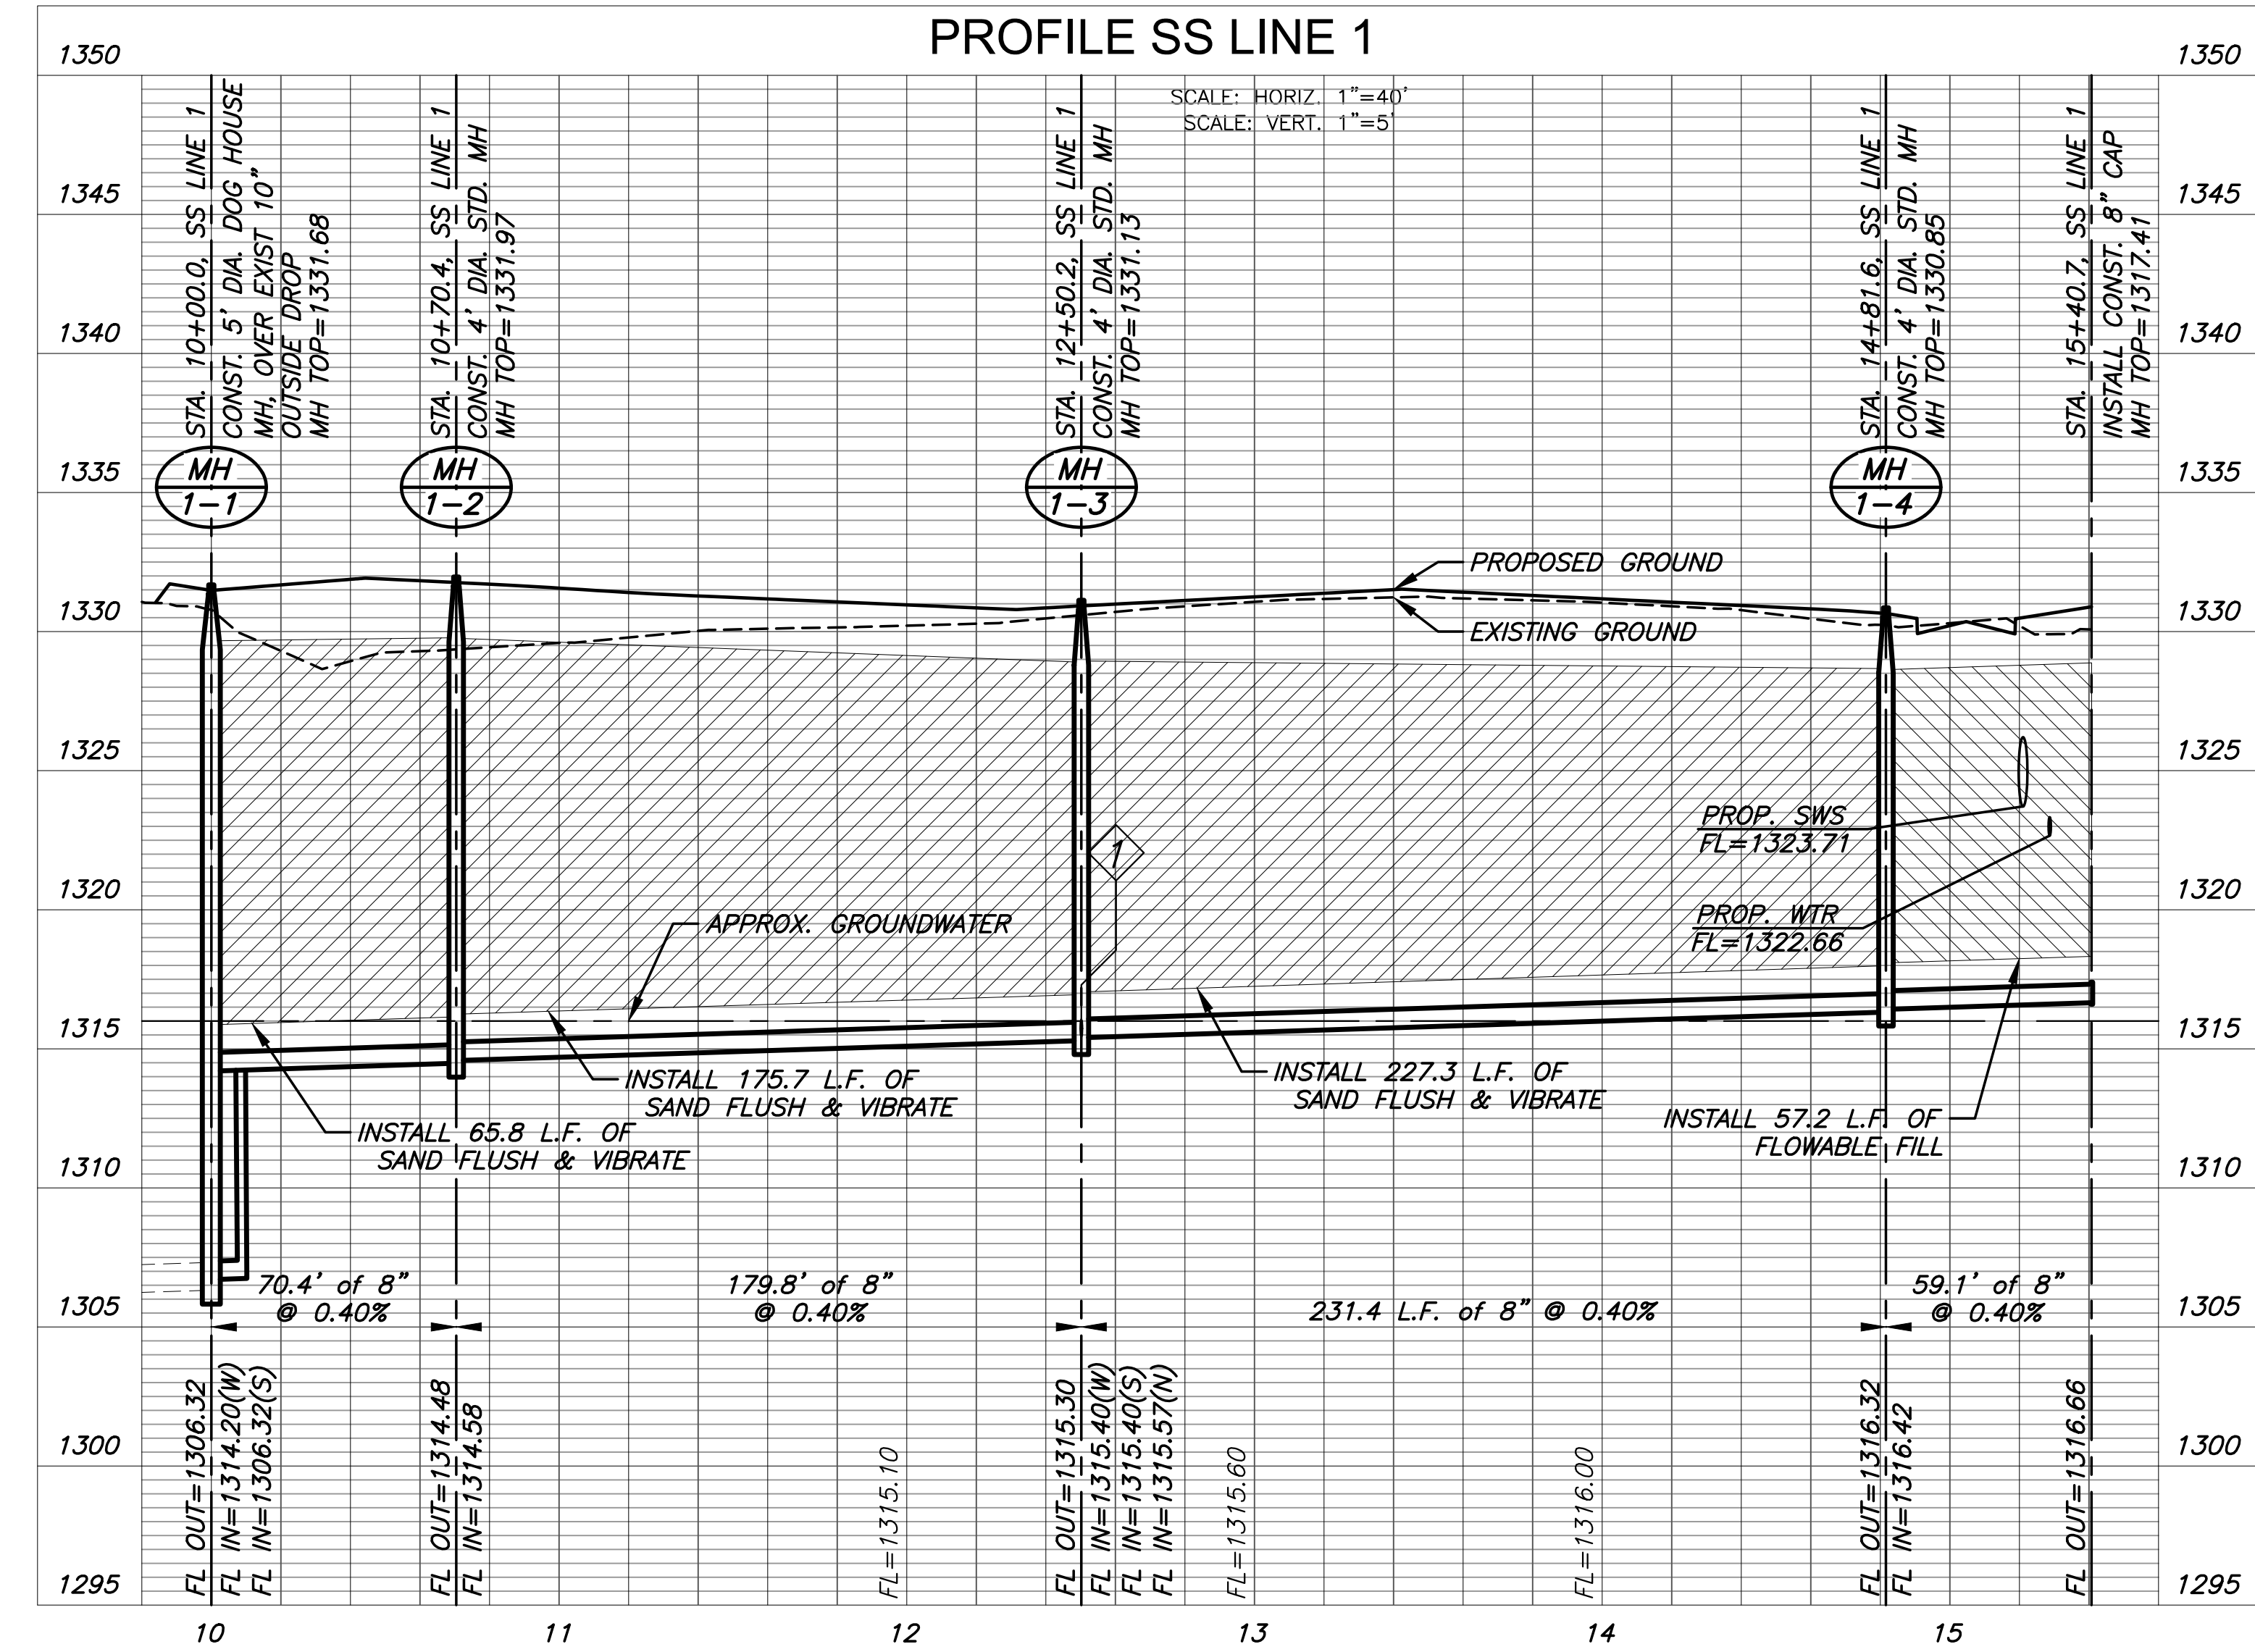 PROFILE SS LINE 1
SCALE: HORIZ. 1"=40'
SCALE: VERT. 1"=5'
1350
1345
1340
1335
1330
1325
1320
1315
1310
1305
1300
1295
1350
1345
1340
1335
1330
1325
1320
1315
1310
1305
1300
1295
STA. 10+00.0, SS LINE 1
CONST. 5' DIA. DOG HOUSE
MH, OVER EXIST 10"
OUTSIDE DROP
MH TOP=1331.68
STA. 10+70.4, SS LINE 1
CONST. 4' DIA. STD. MH
MH TOP=1331.97
STA. 12+50.2, SS LINE 1
CONST. 4' DIA. STD. MH
MH TOP=1331.13
STA. 14+81.6, SS LINE 1
CONST. 4' DIA. STD. MH
MH TOP=1330.85
STA. 15+40.7, SS LINE 1
INSTALL CONST. 8" CAP
MH TOP=1317.41
MH
1-1
MH
1-2
MH
1-3
MH
1-4
PROPOSED GROUND
EXISTING GROUND
PROP. SWS
FL=1323.71
1
PROP. WTR
FL=1322.66
APPROX. GROUNDWATER
INSTALL 175.7 L.F. OF
SAND FLUSH & VIBRATE
INSTALL 227.3 L.F. OF
SAND FLUSH & VIBRATE
INSTALL 65.8 L.F. OF
SAND FLUSH & VIBRATE
INSTALL 57.2 L.F. OF
FLOWABLE FILL
70.4' of 8"
@ 0.40%
179.8' of 8"
@ 0.40%
231.4 L.F. of 8" @ 0.40%
59.1' of 8"
@ 0.40%
FL OUT=1306.32
FL IN=1314.20(W)
FL IN=1306.32(S)
FL OUT=1314.48
FL IN=1314.58
FL=1315.10
FL OUT=1315.30
FL IN=1315.40(W)
FL IN=1315.40(S)
FL IN=1315.57(N)
FL=1315.60
FL=1316.00
FL OUT=1316.32
FL IN=1316.42
FL OUT=1316.66
10
11
12
13
14
15